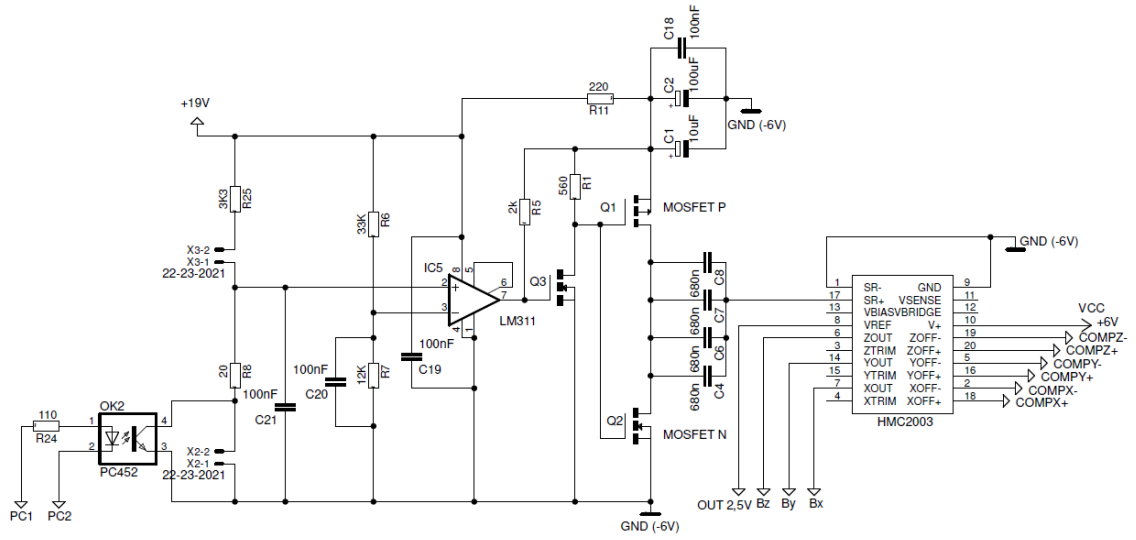 C18
100nF
C2
100uF
C1
10uF
GND (-6V)
220
R11
+19V
3K3
R25
33K
R6
2k
R5
560
R1
Q1
MOSFET P
X3-2
X3-1
22-23-2021
IC5
8
5
6
2
3
7
4
1
LM311
Q3
100nF
C19
680n
C8
680n
C7
680n
C6
680n
C4
20
R8
100nF
C21
100nF
C20
12K
R7
Q2
MOSFET N
110
R24
OK2
1
2
4
3
PC452
X2-2
X2-1
22-23-2021
PC1
PC2
GND (-6V)
GND (-6V)
1 SR- GND 9
17 SR+ VSENSE 11
13 VBIAS VBRIDGE 12
8 VREF V+ 10
6 ZOUT ZOFF- 19
3 ZTRIM ZOFF+ 20
14 YOUT YOFF- 5
15 YTRIM YOFF+ 16
7 XOUT XOFF- 2
4 XTRIM XOFF+ 18
HMC2003
VCC
+6V
COMPZ-
COMPZ+
COMPY-
COMPY+
COMPX-
COMPX+
OUT 2,5V
Bz
By
Bx